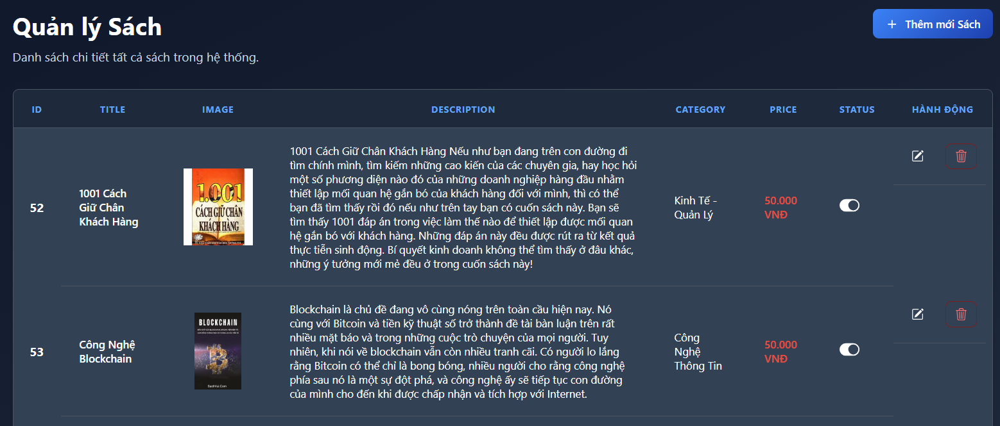 Quản lý Sách
+ Thêm mới Sách
Danh sách chi tiết tất cả sách trong hệ thống.
ID TITLE IMAGE DESCRIPTION CATEGORY PRICE STATUS HÀNH ĐỘNG
52
1001 Cách
Giữ Chân
Khách Hàng
1.001
CÁCH GIỮ CHÂN
KHÁCH HÀNG
1001 Cách Giữ Chân Khách Hàng Nếu như bạn đang trên con đường đi
tìm chính mình, tìm kiếm những cao kiến của các chuyên gia, hay học hỏi
một số phương diện nào đó của những doanh nghiệp hàng đầu nhằm
thiết lập mối quan hệ gắn bó của khách hàng đối với mình, thì có thể
bạn đã tìm thấy rồi đó nếu như trên tay bạn có cuốn sách này. Bạn sẽ
tìm thấy 1001 đáp án trong việc làm thế nào để thiết lập được mối quan
hệ gắn bó với khách hàng. Những đáp án này đều được rút ra từ kết quả
thực tiễn sinh động. Bí quyết kinh doanh không thể tìm thấy ở đâu khác,
những ý tưởng mới mẻ đều ở trong cuốn sách này!
Kinh Tế -
Quản Lý
50.000
VNĐ
53
Công Nghệ
Blockchain
BLOCKCHAIN
SachVui.Com
Blockchain là chủ đề đang vô cùng nóng trên toàn cầu hiện nay. Nó
cùng với Bitcoin và tiền kỹ thuật số trở thành đề tài bàn luận trên rất
nhiều mặt báo và trong những cuộc trò chuyện của mọi người. Tuy
nhiên, khi nói về blockchain vẫn còn nhiều tranh cãi. Có người lo lắng
rằng Bitcoin có thể chỉ là bong bóng, nhiều người cho rằng công nghệ
phía sau nó là một sự đột phá, và công nghệ ấy sẽ tiếp tục con đường
của mình cho đến khi được chấp nhận và tích hợp với Internet.
Công
Nghệ
Thông Tin
50.000
VNĐ